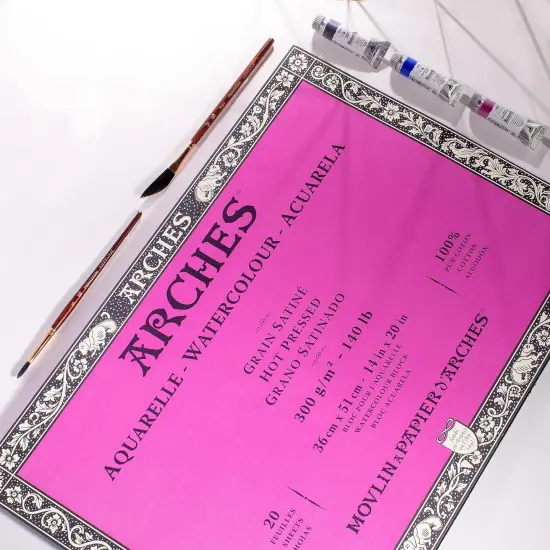 ARCHES
ARCHES®
AQUARELLE - WATERCOLOUR - ACUARELA
GRAIN SATINÉ
HOT PRESSED
GRANO SATINADO
300 g/m² - 140 lb
36 cm x 51 cm - 14 in x 20 in
BLOC POUR L'AQUARELLE
WATERCOLOUR BLOCK
BLOC ACUARELA
100%
PUR COTON
COTTON
ALGODÓN
MOVLIN A PAPIER D'ARCHES®
20
FEUILLES
SHEETS
HOJAS